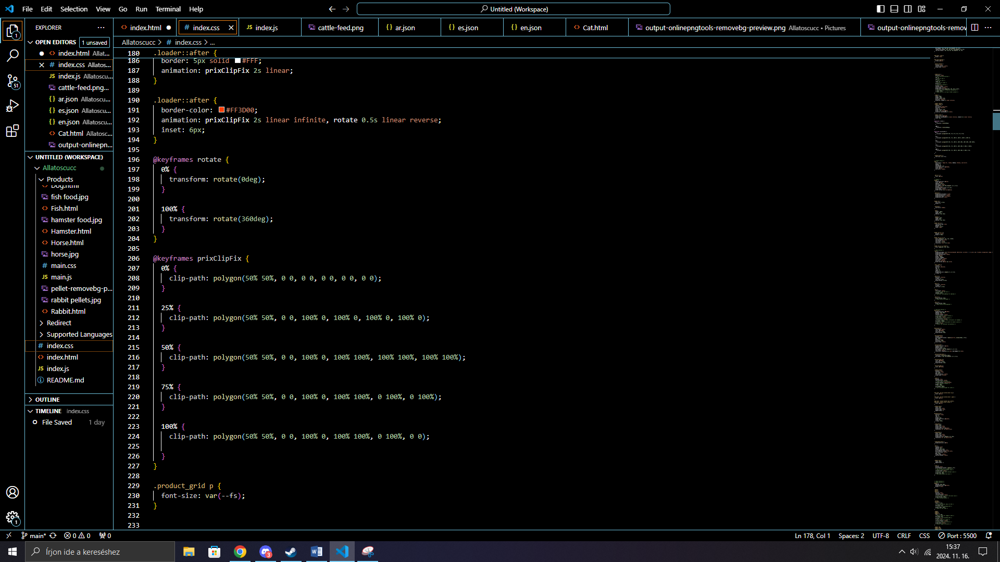 File Edit Selection View Go Run Terminal Help
Untitled (Workspace)
EXPLORER
index.html
index.css
index.js
cattle-feed.png
ar.json
es.json
en.json
Cat.html
output-onlinepngtools-removebg-preview.png Allatoscucc • Pictures
output-onlinepngtools-remov
OPEN EDITORS 1 unsaved
index.html Allat...
index.css Allatos...
index.js Allatoscu...
cattle-feed.png...
ar.json Allatoscu...
es.json Allatoscu...
en.json Allatoscu...
Cat.html Allatosc...
output-onlinepn...
UNTITLED (WORKSPACE)
Allatoscucc
Products
Dog.html
fish food.jpg
Fish.html
hamster food.jpg
Hamster.html
Horse.html
horse.jpg
main.css
main.js
pellet-removebg-p...
rabbit pellets.jpg
Rabbit.html
Redirect
Supported Languages
index.css
index.html
index.js
README.md
OUTLINE
TIMELINE index.css
File Saved 1 day
Allatoscucc > # index.css > ...
180 .loader::after {
186 border: 5px solid #FFF;
187 animation: prixClipFix 2s linear;
188 }
189
190 .loader::after {
191 border-color: #FF3D00;
192 animation: prixClipFix 2s linear infinite, rotate 0.5s linear reverse;
193 inset: 6px;
194 }
195
196 @keyframes rotate {
197 0% {
198 transform: rotate(0deg);
199 }
200
201 100% {
202 transform: rotate(360deg);
203 }
204 }
205
206 @keyframes prixClipFix {
207 0% {
208 clip-path: polygon(50% 50%, 0 0, 0 0, 0 0, 0 0, 0 0);
209 }
210
211 25% {
212 clip-path: polygon(50% 50%, 0 0, 100% 0, 100% 0, 100% 0, 100% 0);
213 }
214
215 50% {
216 clip-path: polygon(50% 50%, 0 0, 100% 0, 100% 100%, 100% 100%, 100% 100%);
217 }
218
219 75% {
220 clip-path: polygon(50% 50%, 0 0, 100% 0, 100% 100%, 0 100%, 0 100%);
221 }
222
223 100% {
224 clip-path: polygon(50% 50%, 0 0, 100% 0, 100% 100%, 0 100%, 0 0);
225
226 }
227 }
228
229 .product_grid p {
230 font-size: var(--fs);
231 }
232
233
main* 0 0 0
Ln 178, Col 1 Spaces: 2 UTF-8 CRLF CSS Port : 5500
Írjon ide a kereséshez
15:37
2024. 11. 16.